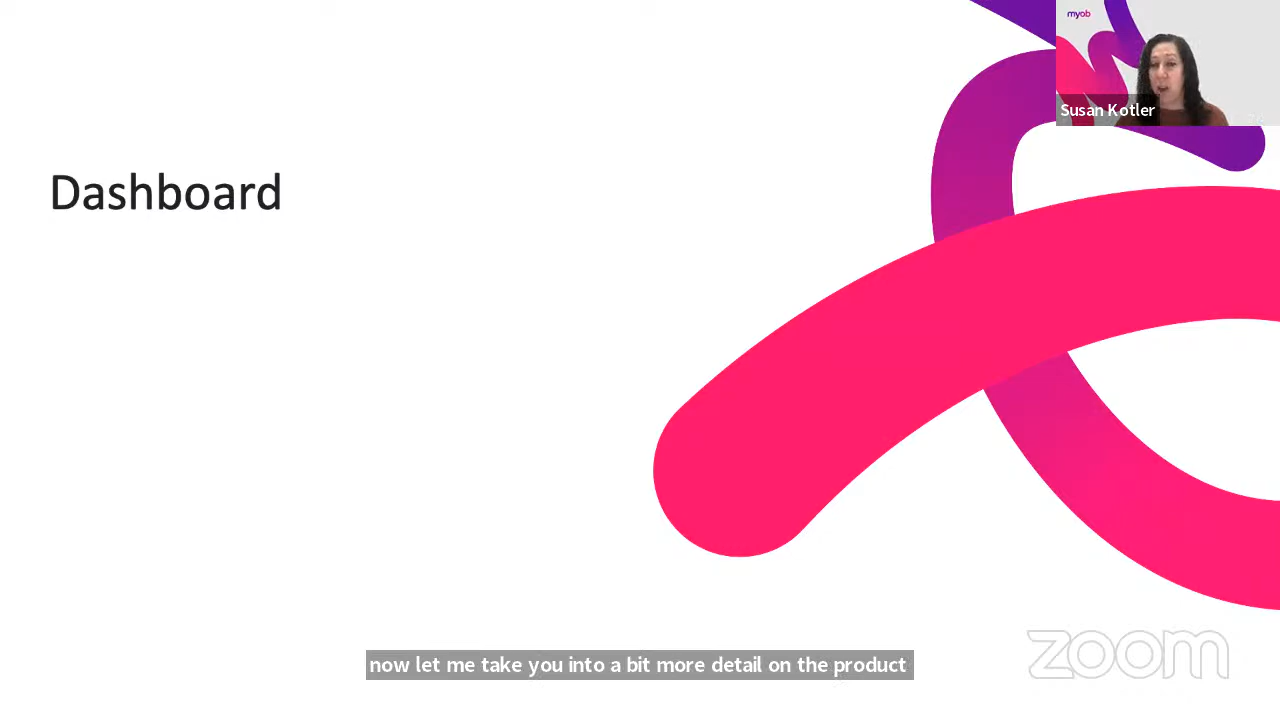 myob
Susan Kotler
Dashboard
now let me take you into a bit more detail on the product
zoom